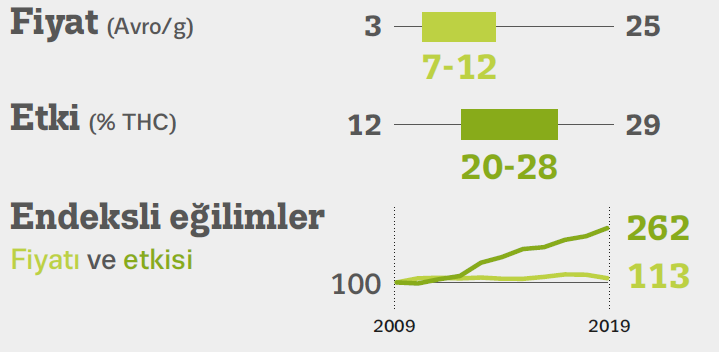 Fiyat (Avro/g) 3 25
7-12
Etki (% THC) 12 29
20-28
Endeksli eğilimler
Fiyatı ve etkisi
262
113
100
2009 2019